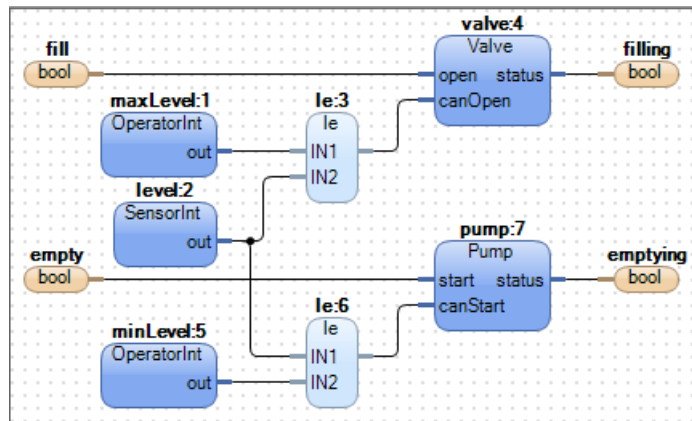 valve:4
fill
Valve
filling
bool
open status
bool
maxLevel:1
le:3
canOpen
OperatorInt
le
out
IN1
level:2
IN2
SensorInt
pump:7
out
empty
Pump
emptying
bool
start status
bool
le:6
canStart
minLevel:5
le
OperatorInt
IN1
out
IN2